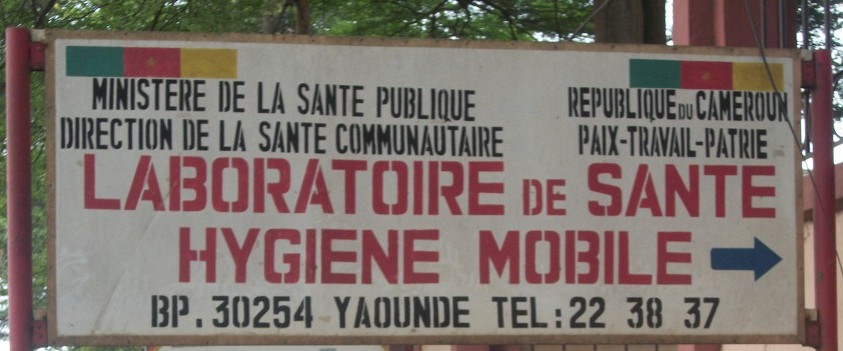 MINISTERE DE LA SANTE PUBLIQUE
DIRECTION DE LA SANTE COMMUNAUTAIRE
REPUBLIQUE DU CAMEROUN
PAIX-TRAVAIL-PATRIE
LABORATOIRE DE SANTE
HYGIENE MOBILE
BP. 30254 YAOUNDE TEL: 22 38 37